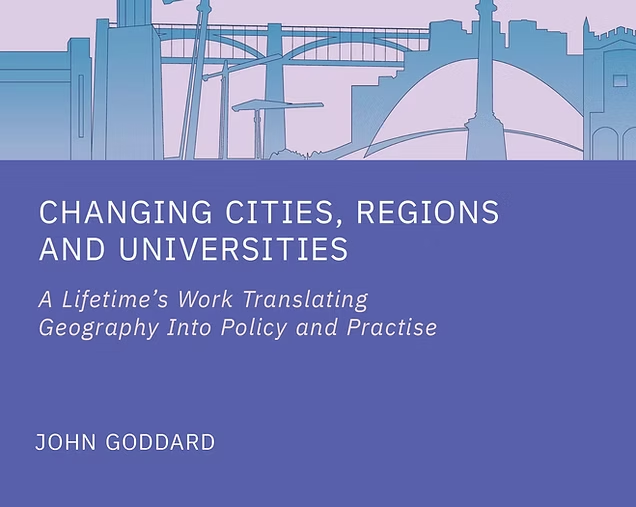 CHANGING CITIES, REGIONS
AND UNIVERSITIES
A Lifetime’s Work Translating
Geography Into Policy and Practise
JOHN GODDARD